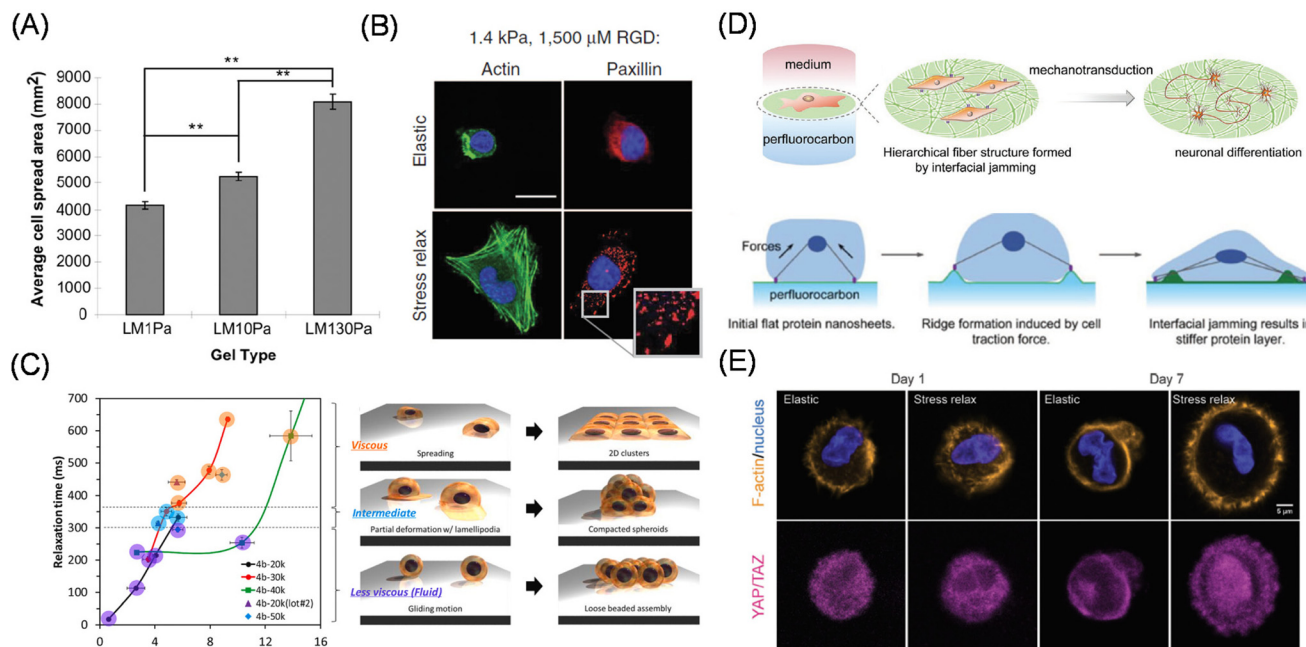 (A)
Average cell spread area (mm²)
9000
8000
7000
6000
5000
4000
3000
2000
1000
0
**
**
**
LM1Pa
LM10Pa
LM130Pa
Gel Type
(B)
1.4 kPa, 1,500 μM RGD:
Actin
Paxillin
Elastic
Stress relax
(C)
Relaxation time (ms)
700
600
500
400
300
200
100
0
0
4
8
12
16
4b-20k
4b-30k
4b-40k
4b-20k(lot#2)
4b-50k
Viscous
Spreading
2D clusters
Intermediate
Partial deformation w/ lamellipodia
Compacted spheroids
Less viscous (Fluid)
Gliding motion
Loose beaded assembly
(D)
medium
perfluorocarbon
mechanotransduction
Hierarchical fiber structure formed
by interfacial jamming
neuronal differentiation
Forces
perfluorocarbon
Initial flat protein nanosheets.
Ridge formation induced by cell
traction force.
Interfacial jamming results i
stiffer protein layer.
(E)
Day 1
Day 7
Elastic
Stress relax
Elastic
Stress relax
F-actin/nucleus
5 μm
YAP/TAZ